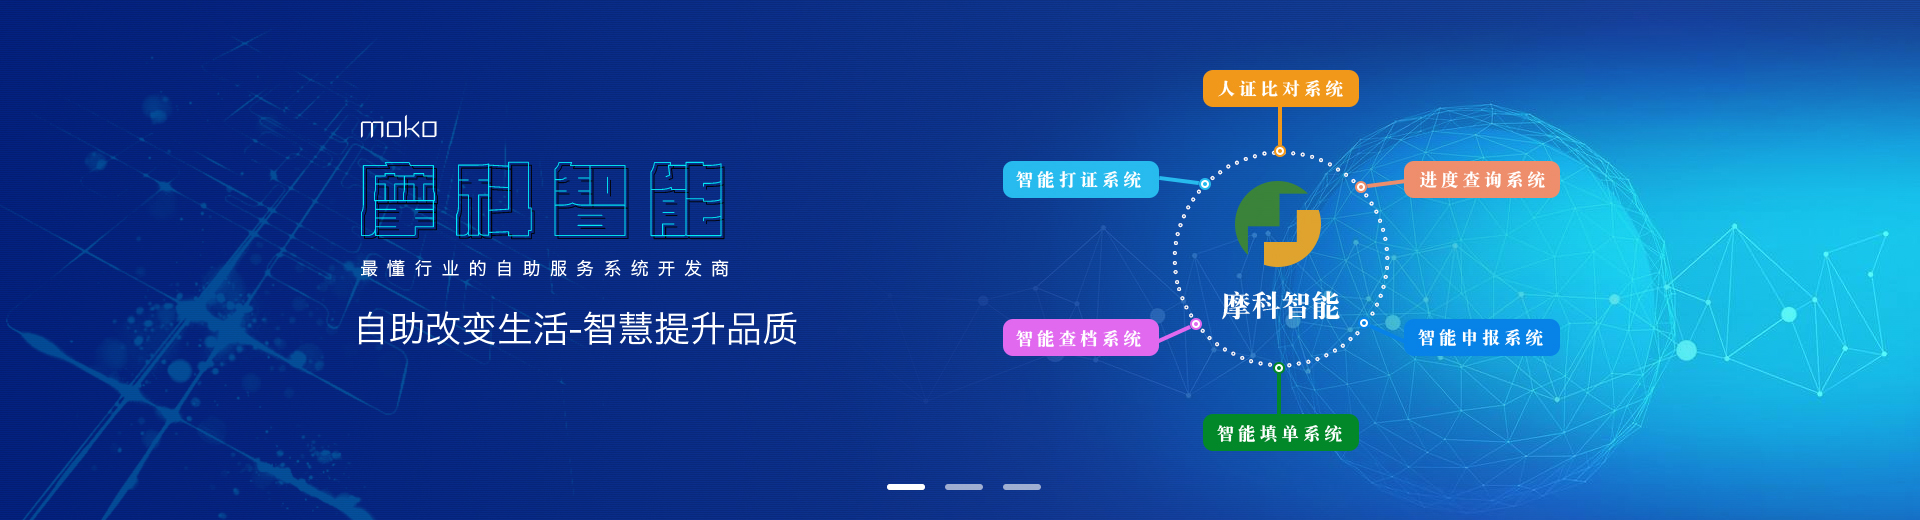 moko
摩科智能
最懂行业的自助服务系统开发商
自助改变生活-智慧提升品质
人证比对系统
智能打证系统
进度查询系统
摩科智能
智能查档系统
智能申报系统
智能填单系统